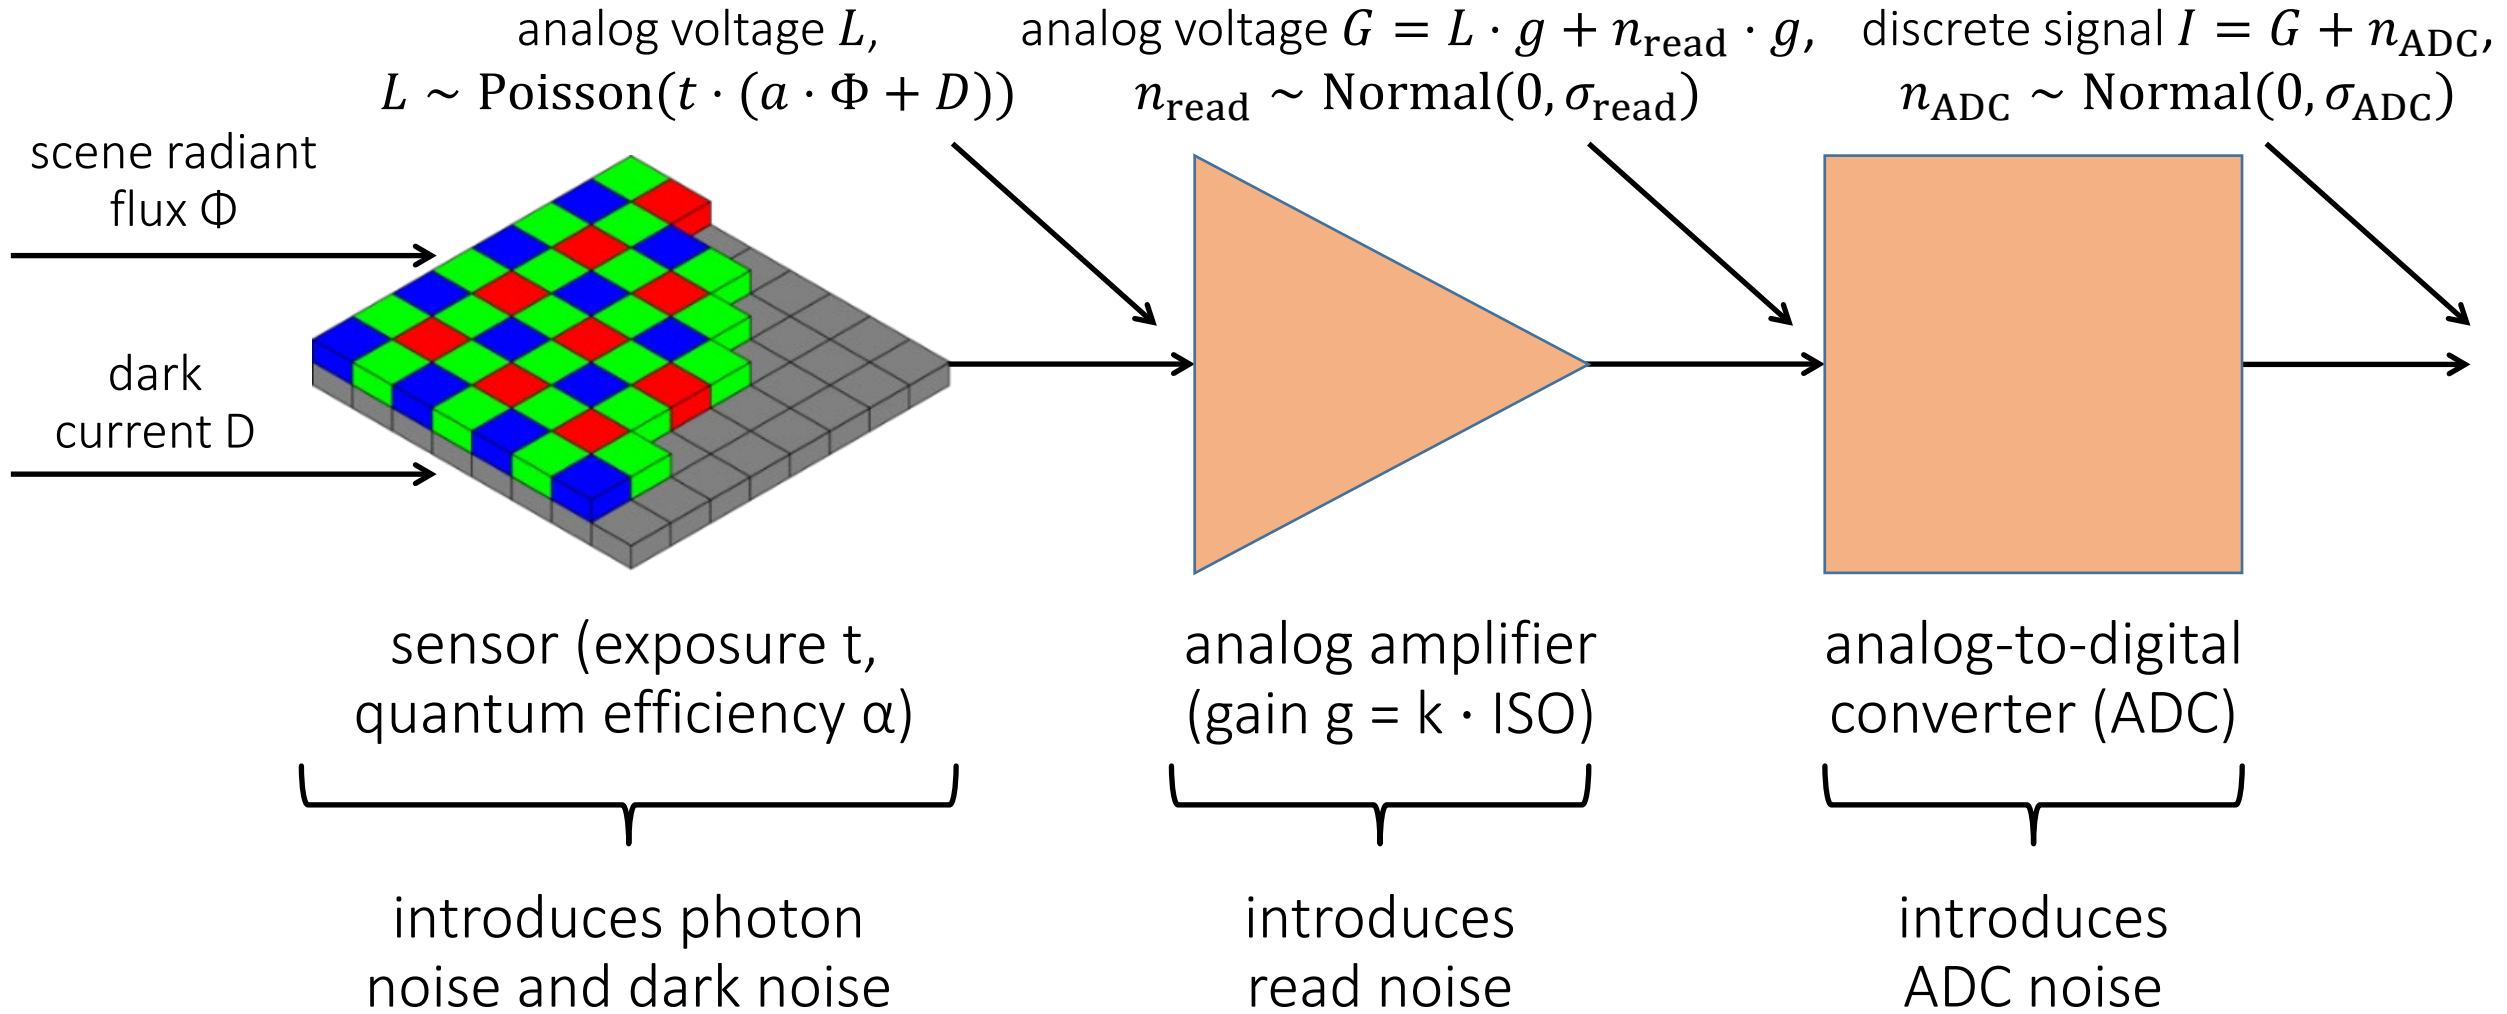 analog voltage L,
L ~ Poisson(t · (a · Φ + D))
analog voltage G = L · g + n_read · g,
n_read ~ Normal(0, σ_read)
discrete signal I = G + n_ADC,
n_ADC ~ Normal(0, σ_ADC)
scene radiant
flux Φ
dark
current D
sensor (exposure t,
quantum efficiency α)
analog amplifier
(gain g = k · ISO)
analog-to-digital
converter (ADC)
introduces photon
noise and dark noise
introduces
read noise
introduces
ADC noise